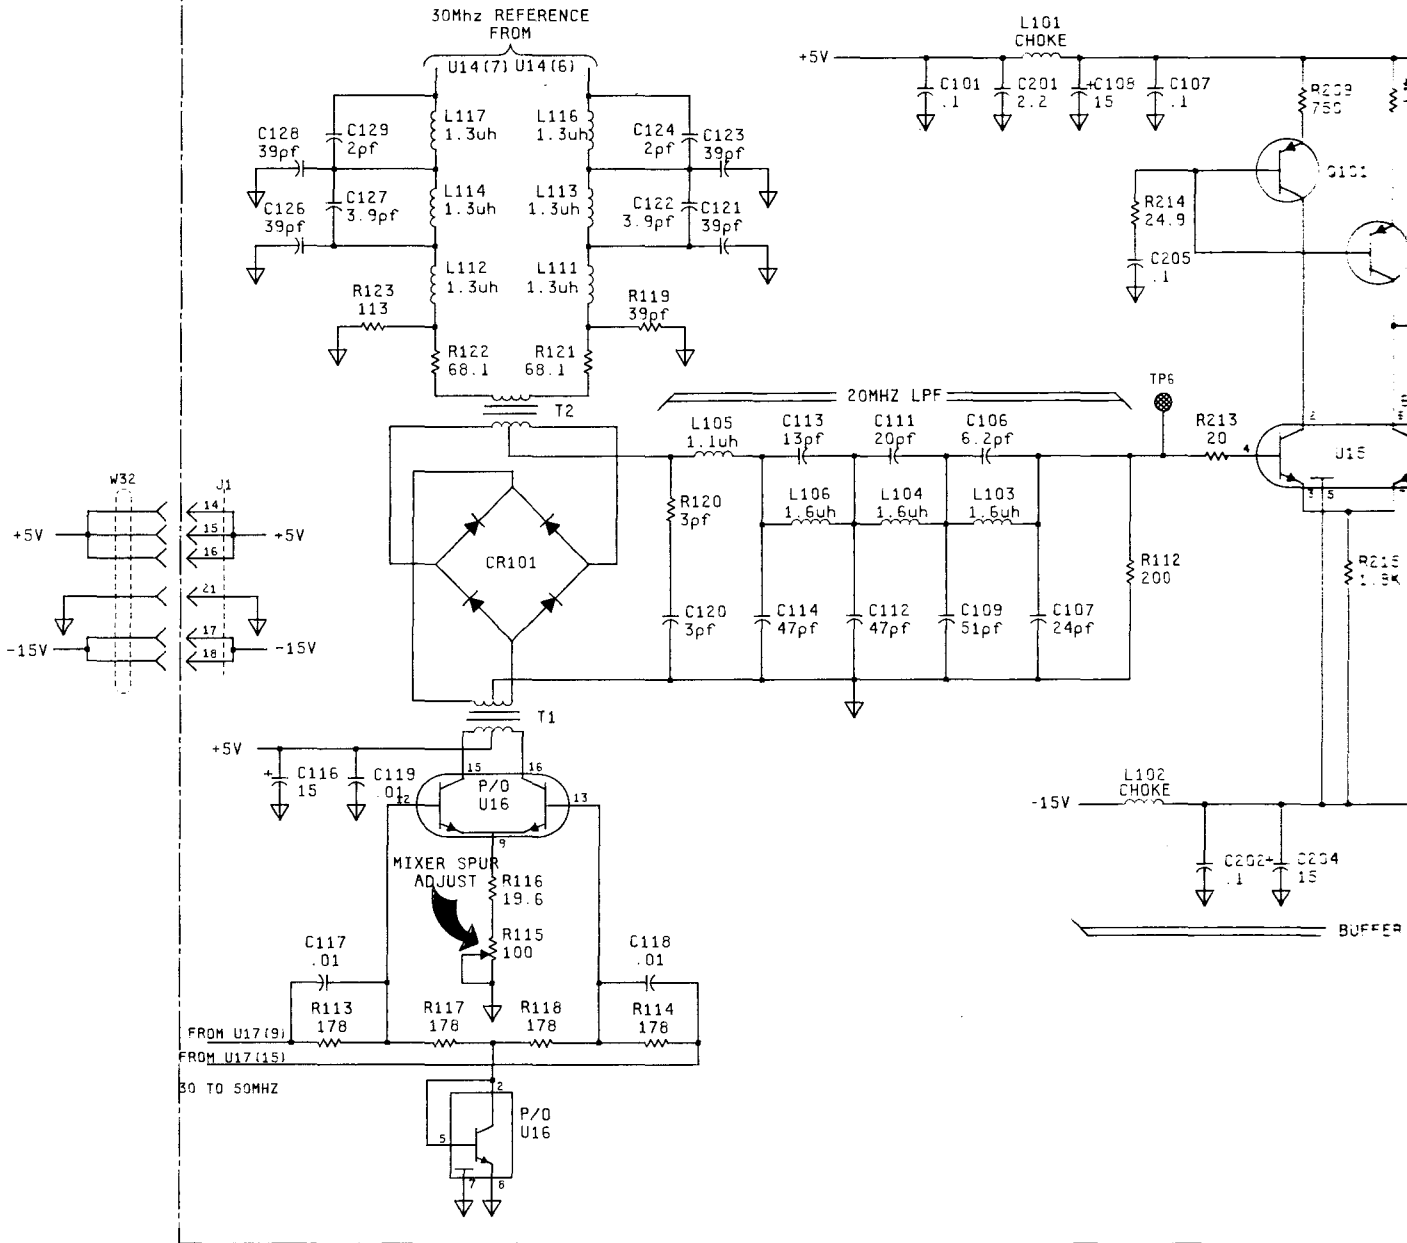 30Mhz REFERENCE
FROM
U14(7) U14(6)
L117
1.3uh
L116
1.3uh
C128
39pf
C129
2pf
C124
2pf
C123
39pf
L114
1.3uh
L113
1.3uh
C126
39pf
C127
3.9pf
C122
3.9pf
C121
39pf
L112
1.3uh
L111
1.3uh
R123
113
R119
39pf
R122
68.1
R121
68.1
T2
L101
CHOKE
+5V
C101
.1
C201
2.2
+C108
15
C107
.1
R209
750
Q101
R214
24.9
C205
.1
20MHZ LPF
TP6
L105
1.1uh
C113
13pf
C111
20pf
C106
6.2pf
R213
20
4
2
U15
3
5
R120
3pf
L106
1.6uh
L104
1.6uh
L103
1.6uh
R112
200
R215
C120
3pf
C114
47pf
C112
47pf
C109
51pf
C107
24pf
W32
J1
14
15
16
+5V
+5V
21
17
18
-15V
-15V
CR101
T1
+5V
+
C116
15
C119
.01
15
16
P/O
U16
12
13
9
MIXER SPUR
ADJUST
R116
19.6
R115
100
C117
.01
C118
.01
R113
178
R117
178
R118
178
R114
178
FROM U17(9)
FROM U17(15)
30 TO 50MHZ
2
P/O
U16
5
7
6
L102
CHOKE
-15V
C202
.1
+
C204
15
BUFFER